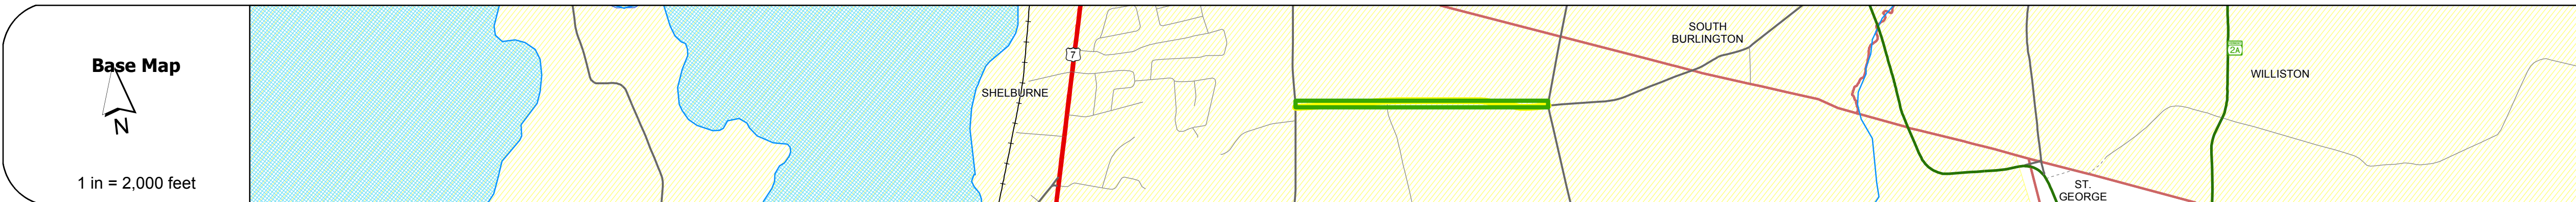 Base Map
N
1 in = 2,000 feet
SHELBURNE
7
SOUTH
BURLINGTON
2A
WILLISTON
ST.
GEORGE